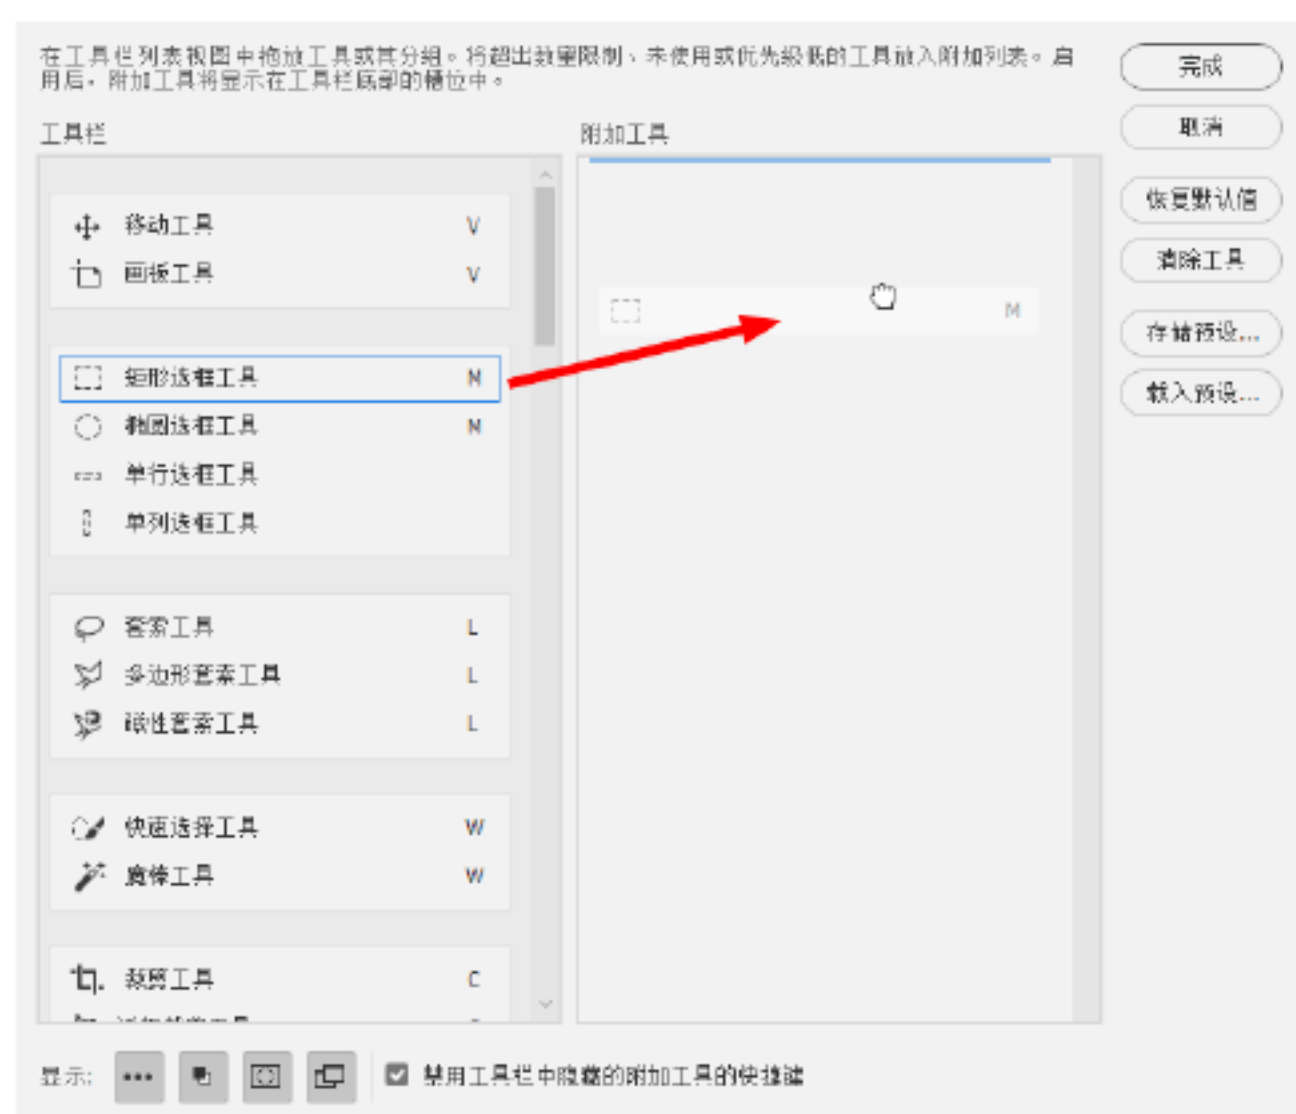 在工具栏列表视图中拖放工具或其分组。将超出数量限制、未使用或优先级低的工具放入附加列表。启
用后，附加工具将显示在工具栏底部的槽位中。
完成
取消
工具栏
附加工具
恢复默认值
清除工具
存储预设...
载入预设...
移动工具 V
画板工具 V
M
矩形选框工具 M
椭圆选框工具 M
单行选框工具
单列选框工具
套索工具 L
多边形套索工具 L
磁性套索工具 L
快速选择工具 W
魔棒工具 W
裁剪工具 C
显示:
禁用工具栏中隐藏的附加工具的快捷键